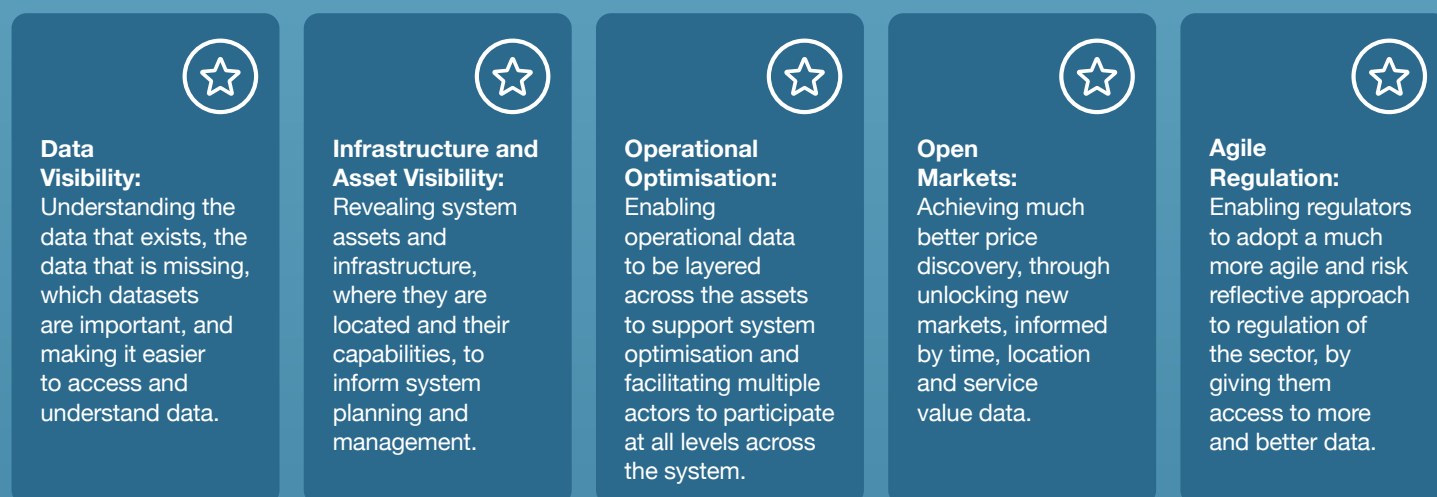 Data
Visibility:
Understanding the
data that exists, the
data that is missing,
which datasets
are important, and
making it easier
to access and
understand data.
Infrastructure and
Asset Visibility:
Revealing system
assets and
infrastructure,
where they are
located and their
capabilities, to
inform system
planning and
management.
Operational
Optimisation:
Enabling
operational data
to be layered
across the assets
to support system
optimisation and
facilitating multiple
actors to participate
at all levels across
the system.
Open
Markets:
Achieving much
better price
discovery, through
unlocking new
markets, informed
by time, location
and service
value data.
Agile
Regulation:
Enabling regulators
to adopt a much
more agile and risk
reflective approach
to regulation of
the sector, by
giving them
access to more
and better data.